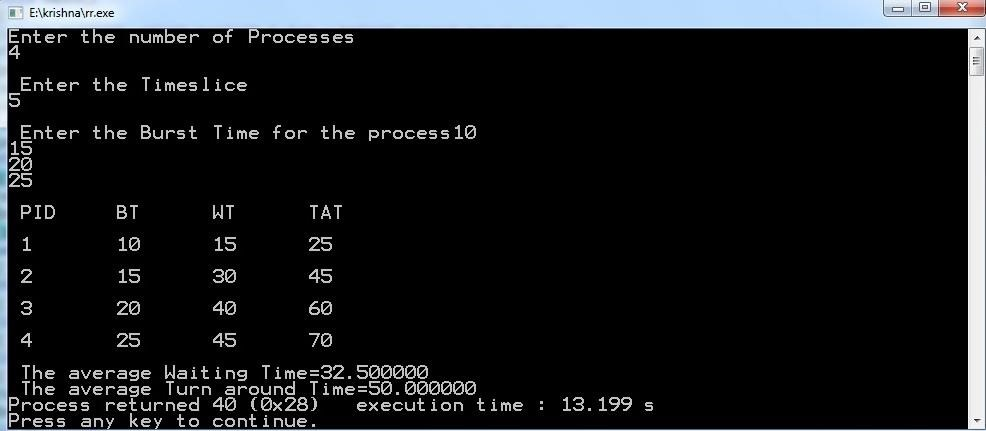 E:\krishna\rr.exe
Enter the number of Processes
4
Enter the Timeslice
5
Enter the Burst Time for the process10
15
20
25
PID BT WT TAT
1 10 15 25
2 15 30 45
3 20 40 60
4 25 45 70
The average Waiting Time=32.500000
The average Turn around Time=50.000000
Process returned 40 (0x28) execution time : 13.199 s
Press any key to continue.